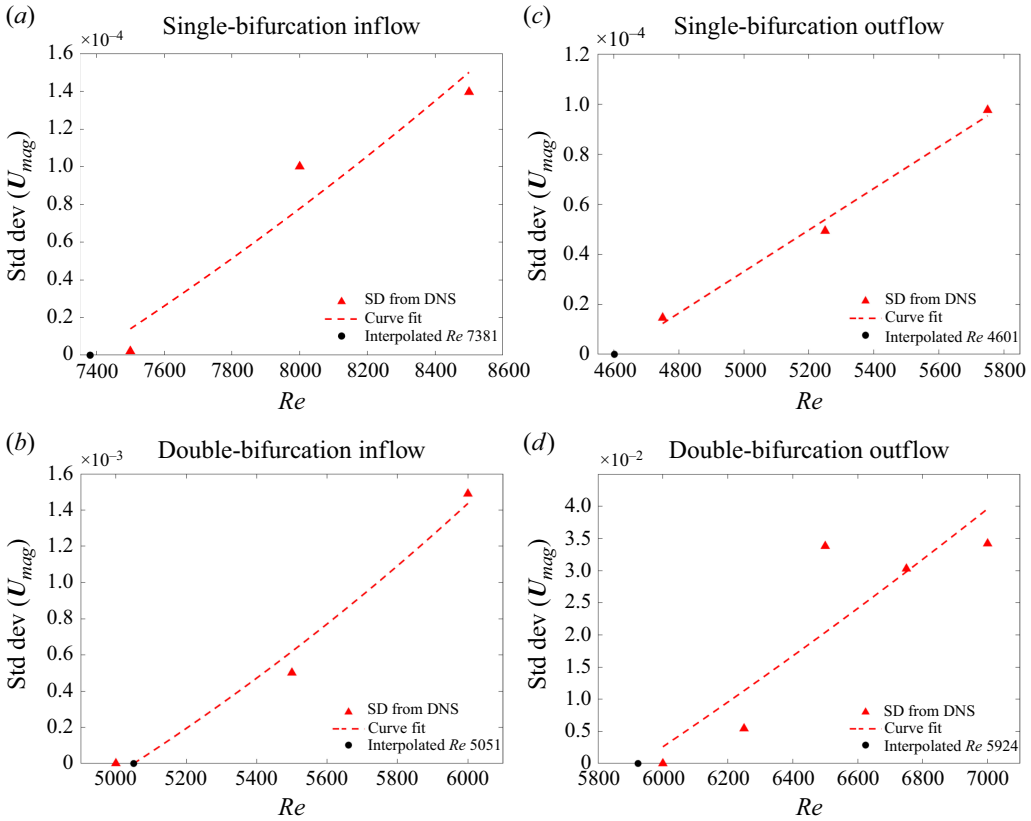 (a)
Single-bifurcation inflow
×10⁻⁴
1.6
1.4
1.2
1.0
0.8
0.6
0.4
0.2
0
Std dev (U_mag)
SD from DNS
Curve fit
Interpolated Re 7381
7400 7600 7800 8000 8200 8400 8600
Re
(c)
Single-bifurcation outflow
×10⁻⁴
1.2
1.0
0.8
0.6
0.4
0.2
0
Std dev (U_mag)
SD from DNS
Curve fit
Interpolated Re 4601
4600 4800 5000 5200 5400 5600 5800
Re
(b)
Double-bifurcation inflow
×10⁻³
1.6
1.4
1.2
1.0
0.8
0.6
0.4
0.2
0
Std dev (U_mag)
SD from DNS
Curve fit
Interpolated Re 5051
5000 5200 5400 5600 5800 6000
Re
(d)
Double-bifurcation outflow
×10⁻²
4.0
3.5
3.0
2.5
2.0
1.5
1.0
0.5
0
Std dev (U_mag)
SD from DNS
Curve fit
Interpolated Re 5924
5800 6000 6200 6400 6600 6800 7000
Re